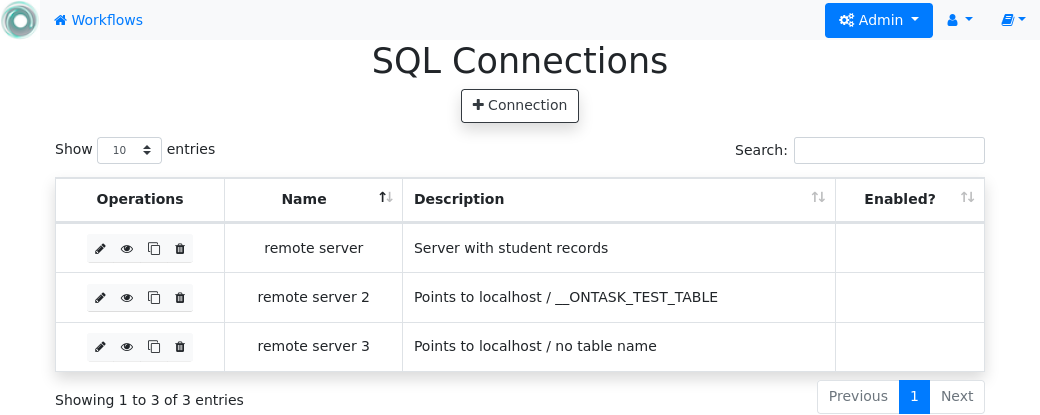 Workflows Admin
SQL Connections
Connection
Show 10 entries Search:
Operations Name Description Enabled?
remote server Server with student records
remote server 2 Points to localhost / __ONTASK_TEST_TABLE
remote server 3 Points to localhost / no table name
Showing 1 to 3 of 3 entries Previous 1 Next